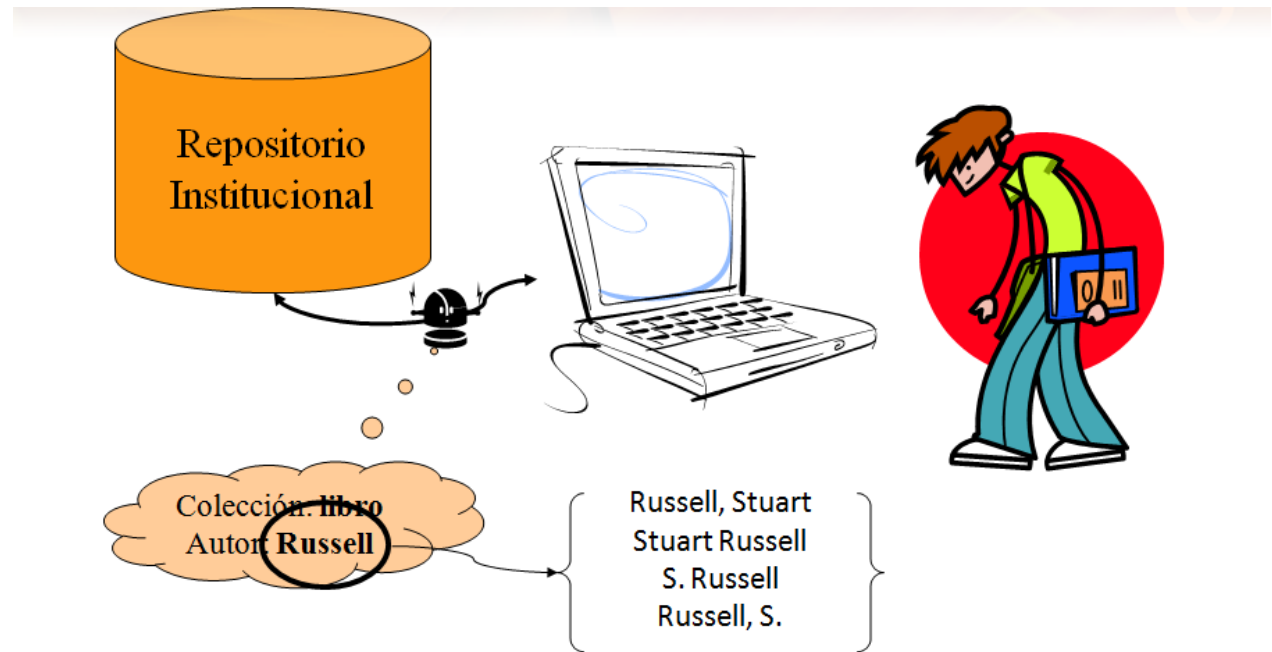 Repositorio
Institucional
Colección: libro
Autor: Russell
Russell, Stuart
Stuart Russell
S. Russell
Russell, S.